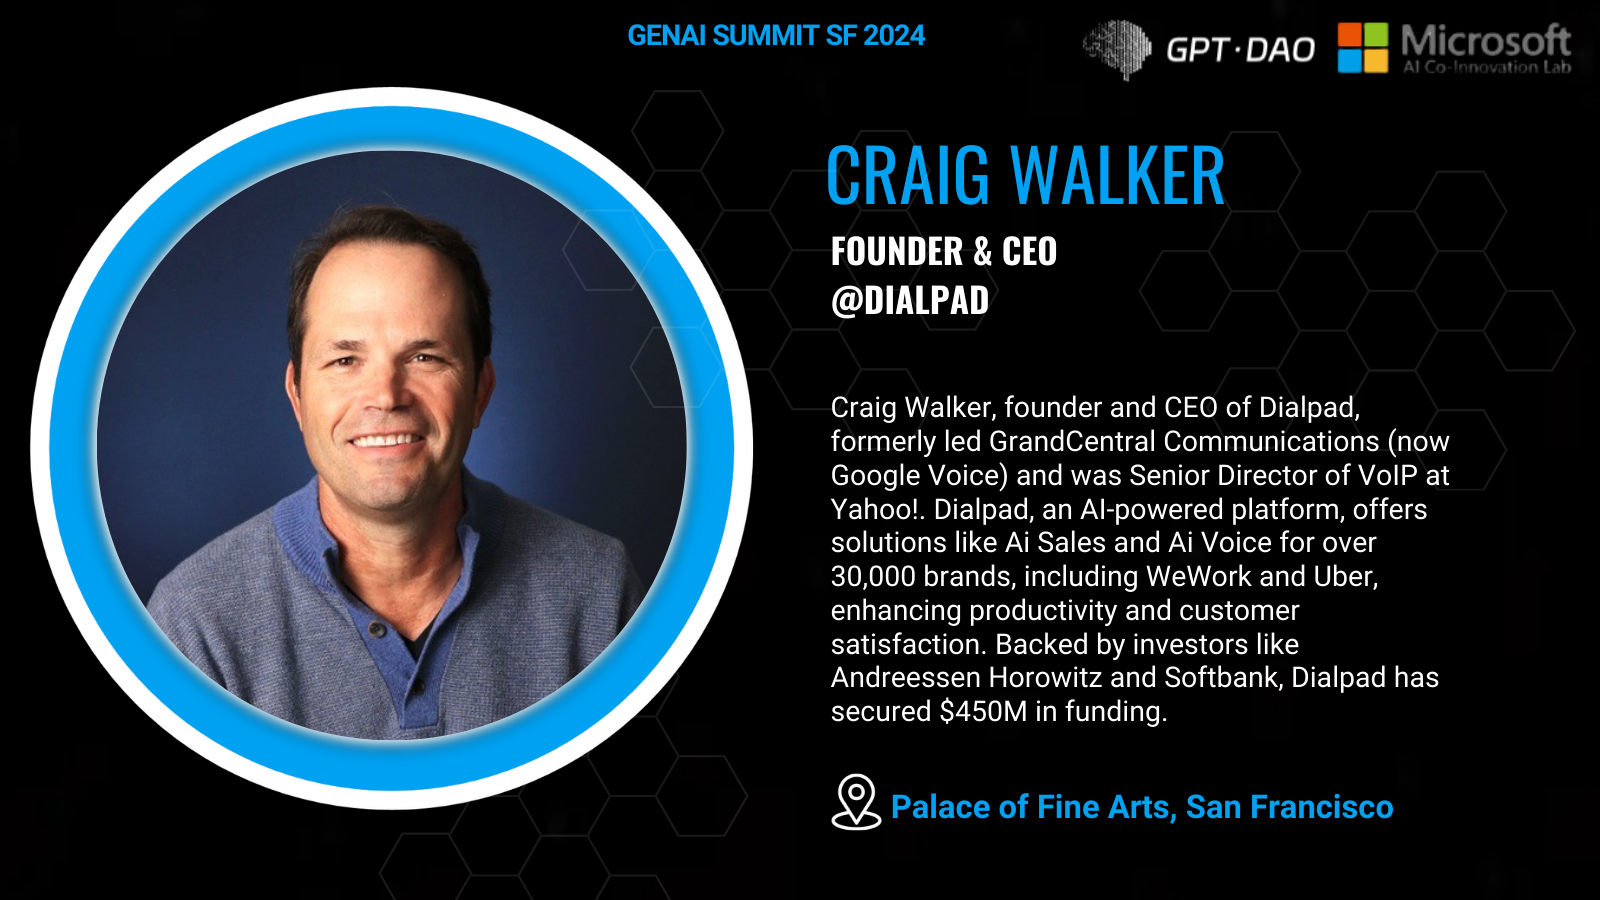 GENAI SUMMIT SF 2024
GPT·DAO
Microsoft
AI Co-Innovation Lab
CRAIG WALKER
FOUNDER & CEO
@DIALPAD
Craig Walker, founder and CEO of Dialpad,
formerly led GrandCentral Communications (now
Google Voice) and was Senior Director of VoIP at
Yahoo!. Dialpad, an AI-powered platform, offers
solutions like Ai Sales and Ai Voice for over
30,000 brands, including WeWork and Uber,
enhancing productivity and customer
satisfaction. Backed by investors like
Andreessen Horowitz and Softbank, Dialpad has
secured $450M in funding.
Palace of Fine Arts, San Francisco